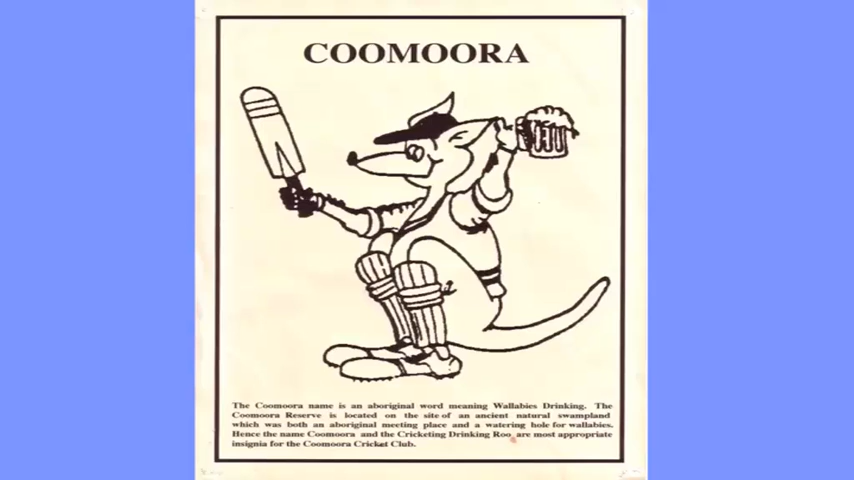 COOMOORA
The Coomoora name is an aboriginal word meaning Wallabies Drinking. The
Coomoora Reserve is located on the site of an ancient natural swampland
which was both an aboriginal meeting place and a watering hole for wallabies.
Hence the name Coomoora and the Cricketing Drinking Roo are most appropriate
insignia for the Coomoora Cricket Club.